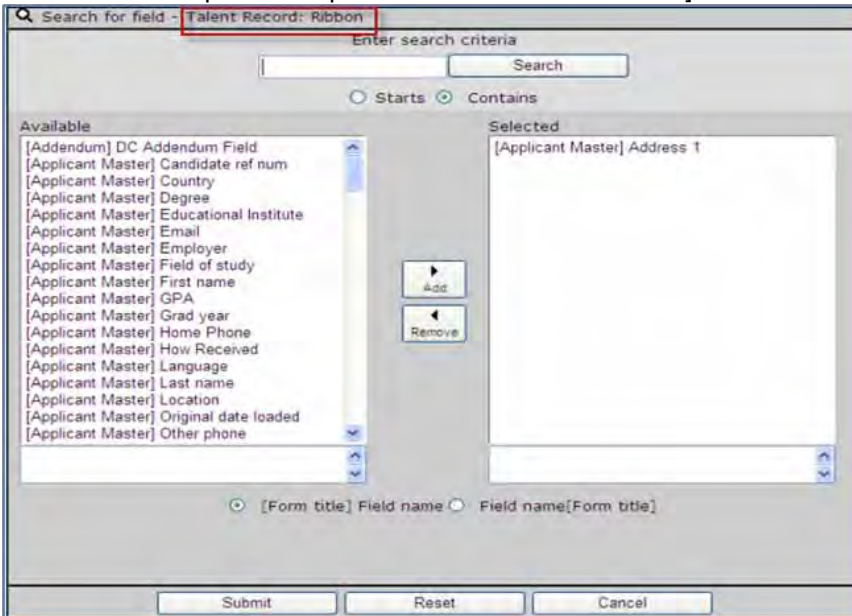 Search for field - Talent Record: Ribbon
Enter search criteria
Search
Starts Contains
Available
[Addendum] DC Addendum Field
[Applicant Master] Candidate ref num
[Applicant Master] Country
[Applicant Master] Degree
[Applicant Master] Educational Institute
[Applicant Master] Email
[Applicant Master] Employer
[Applicant Master] Field of study
[Applicant Master] First name
[Applicant Master] GPA
[Applicant Master] Grad year
[Applicant Master] Home Phone
[Applicant Master] How Received
[Applicant Master] Language
[Applicant Master] Last name
[Applicant Master] Location
[Applicant Master] Original date loaded
[Applicant Master] Other phone
Add
Remove
Selected
[Applicant Master] Address 1
[Form title] Field name Field name[Form title]
Submit Reset Cancel